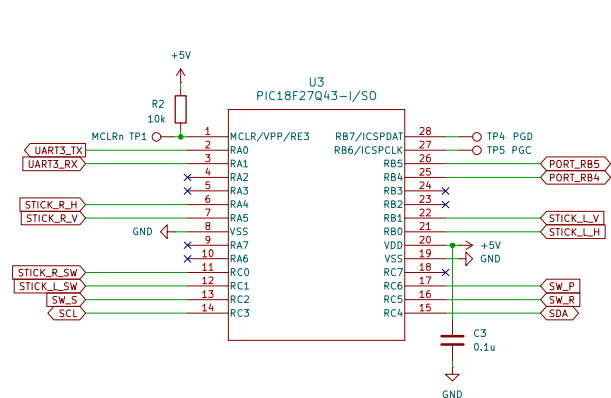 +5V
U3
PIC18F27Q43-I/SO
R2
10k
MCLRn TP1
1 MCLR/VPP/RE3 RB7/ICSPDAT 28 TP4 PGD
UART3_TX 2 RA0 RB6/ICSPCLK 27 TP5 PGC
UART3_RX 3 RA1 RB5 26 PORT_RB5
4 RA2 RB4 25 PORT_RB4
5 RA3 RB3 24
STICK_R_H 6 RA4 RB2 23
STICK_R_V 7 RA5 RB1 22 STICK_L_V
GND 8 VSS RB0 21 STICK_L_H
9 RA7 VDD 20 +5V
10 RA6 VSS 19 GND
STICK_R_SW 11 RC0 RC7 18
STICK_L_SW 12 RC1 RC6 17 SW_P
SW_S 13 RC2 RC5 16 SW_R
SCL 14 RC3 RC4 15 SDA
C3
0.1u
GND